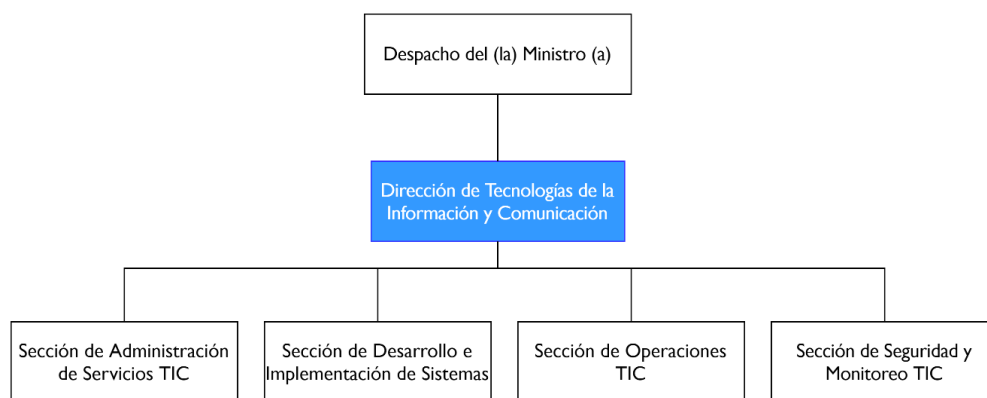 Despacho del (la) Ministro (a)
Dirección de Tecnologías de la
Información y Comunicación
Sección de Administración
de Servicios TIC
Sección de Desarrollo e
Implementación de Sistemas
Sección de Operaciones
TIC
Sección de Seguridad y
Monitoreo TIC